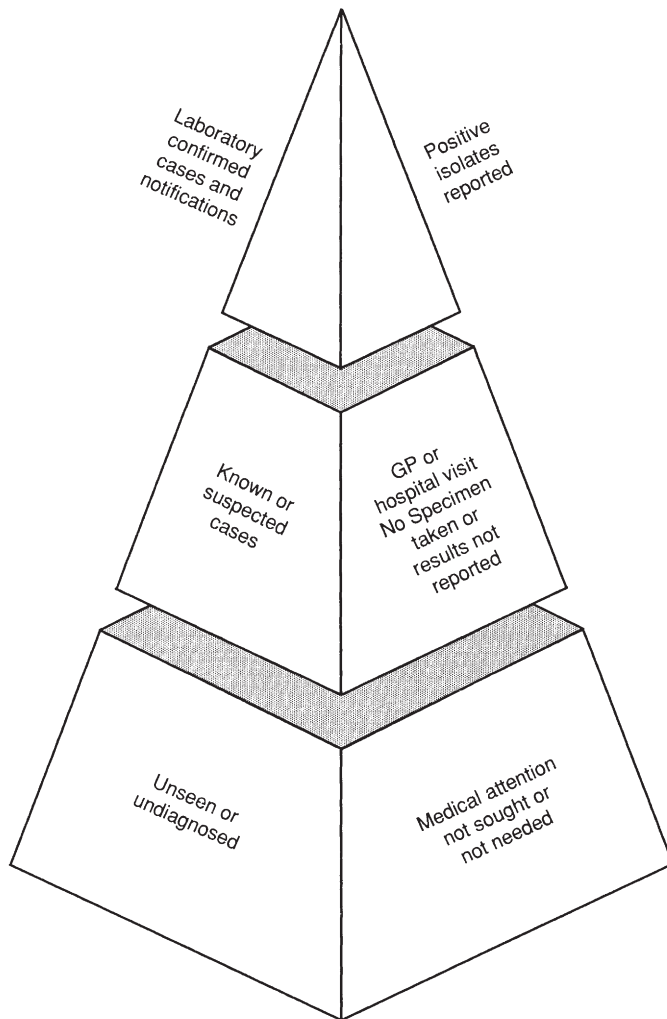 Laboratory
confirmed
cases and
notifications
Positive
isolates
reported
Known or
suspected
cases
GP or
hospital visit
No Specimen
taken or
results not
reported
Unseen or
undiagnosed
Medical attention
not sought or
not needed